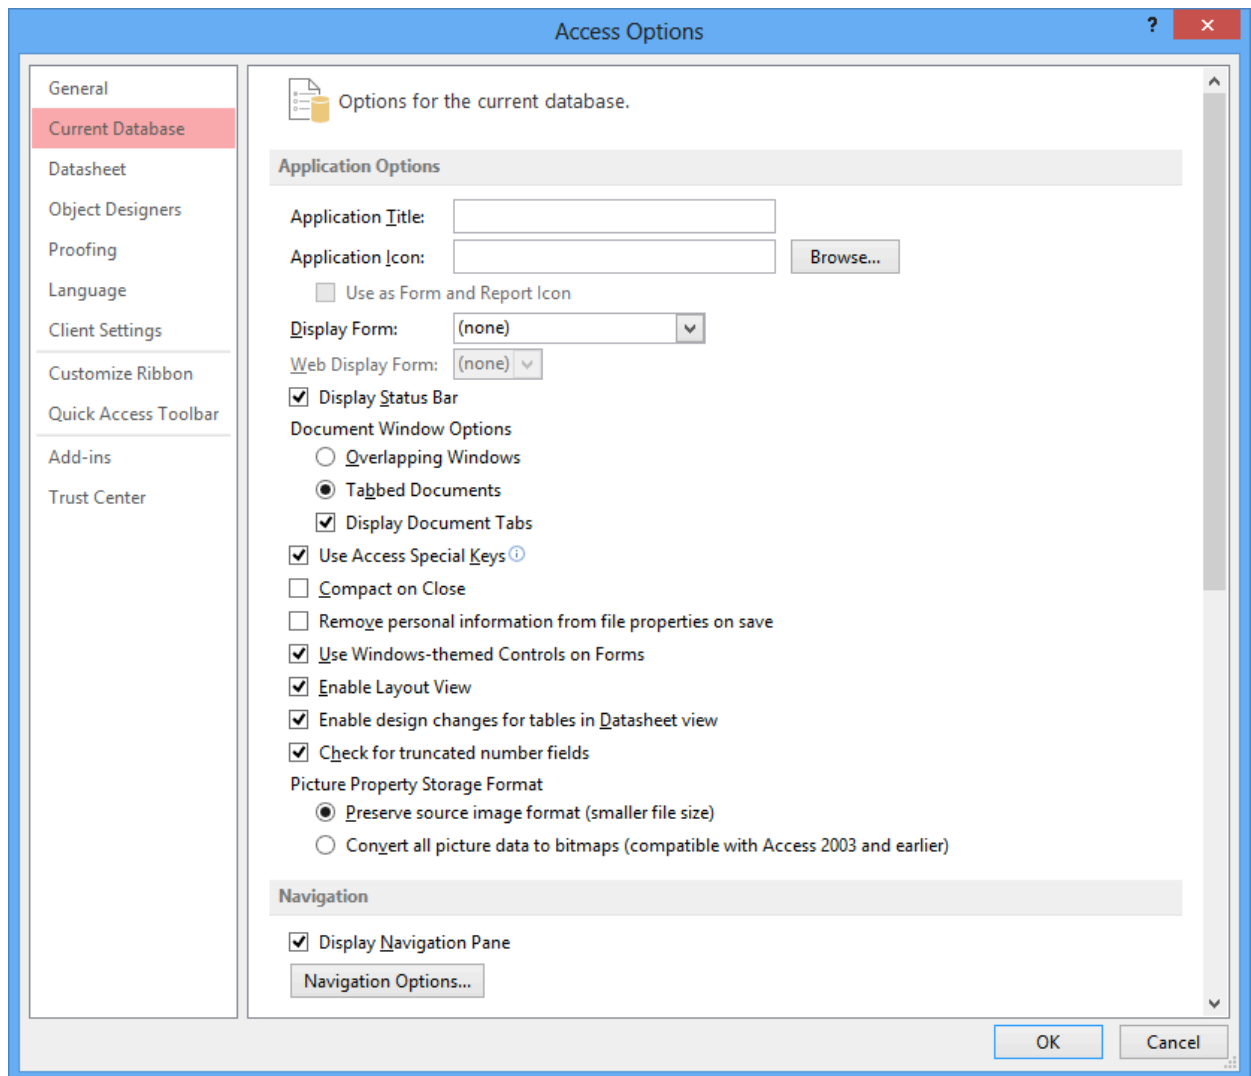 Access Options
?
General
Current Database
Datasheet
Object Designers
Proofing
Language
Client Settings
Customize Ribbon
Quick Access Toolbar
Add-ins
Trust Center
Options for the current database.
Application Options
Application Title:
Application Icon:
Browse...
Use as Form and Report Icon
Display Form: (none)
Web Display Form: (none)
Display Status Bar
Document Window Options
Overlapping Windows
Tabbed Documents
Display Document Tabs
Use Access Special Keys
Compact on Close
Remove personal information from file properties on save
Use Windows-themed Controls on Forms
Enable Layout View
Enable design changes for tables in Datasheet view
Check for truncated number fields
Picture Property Storage Format
Preserve source image format (smaller file size)
Convert all picture data to bitmaps (compatible with Access 2003 and earlier)
Navigation
Display Navigation Pane
Navigation Options...
OK
Cancel